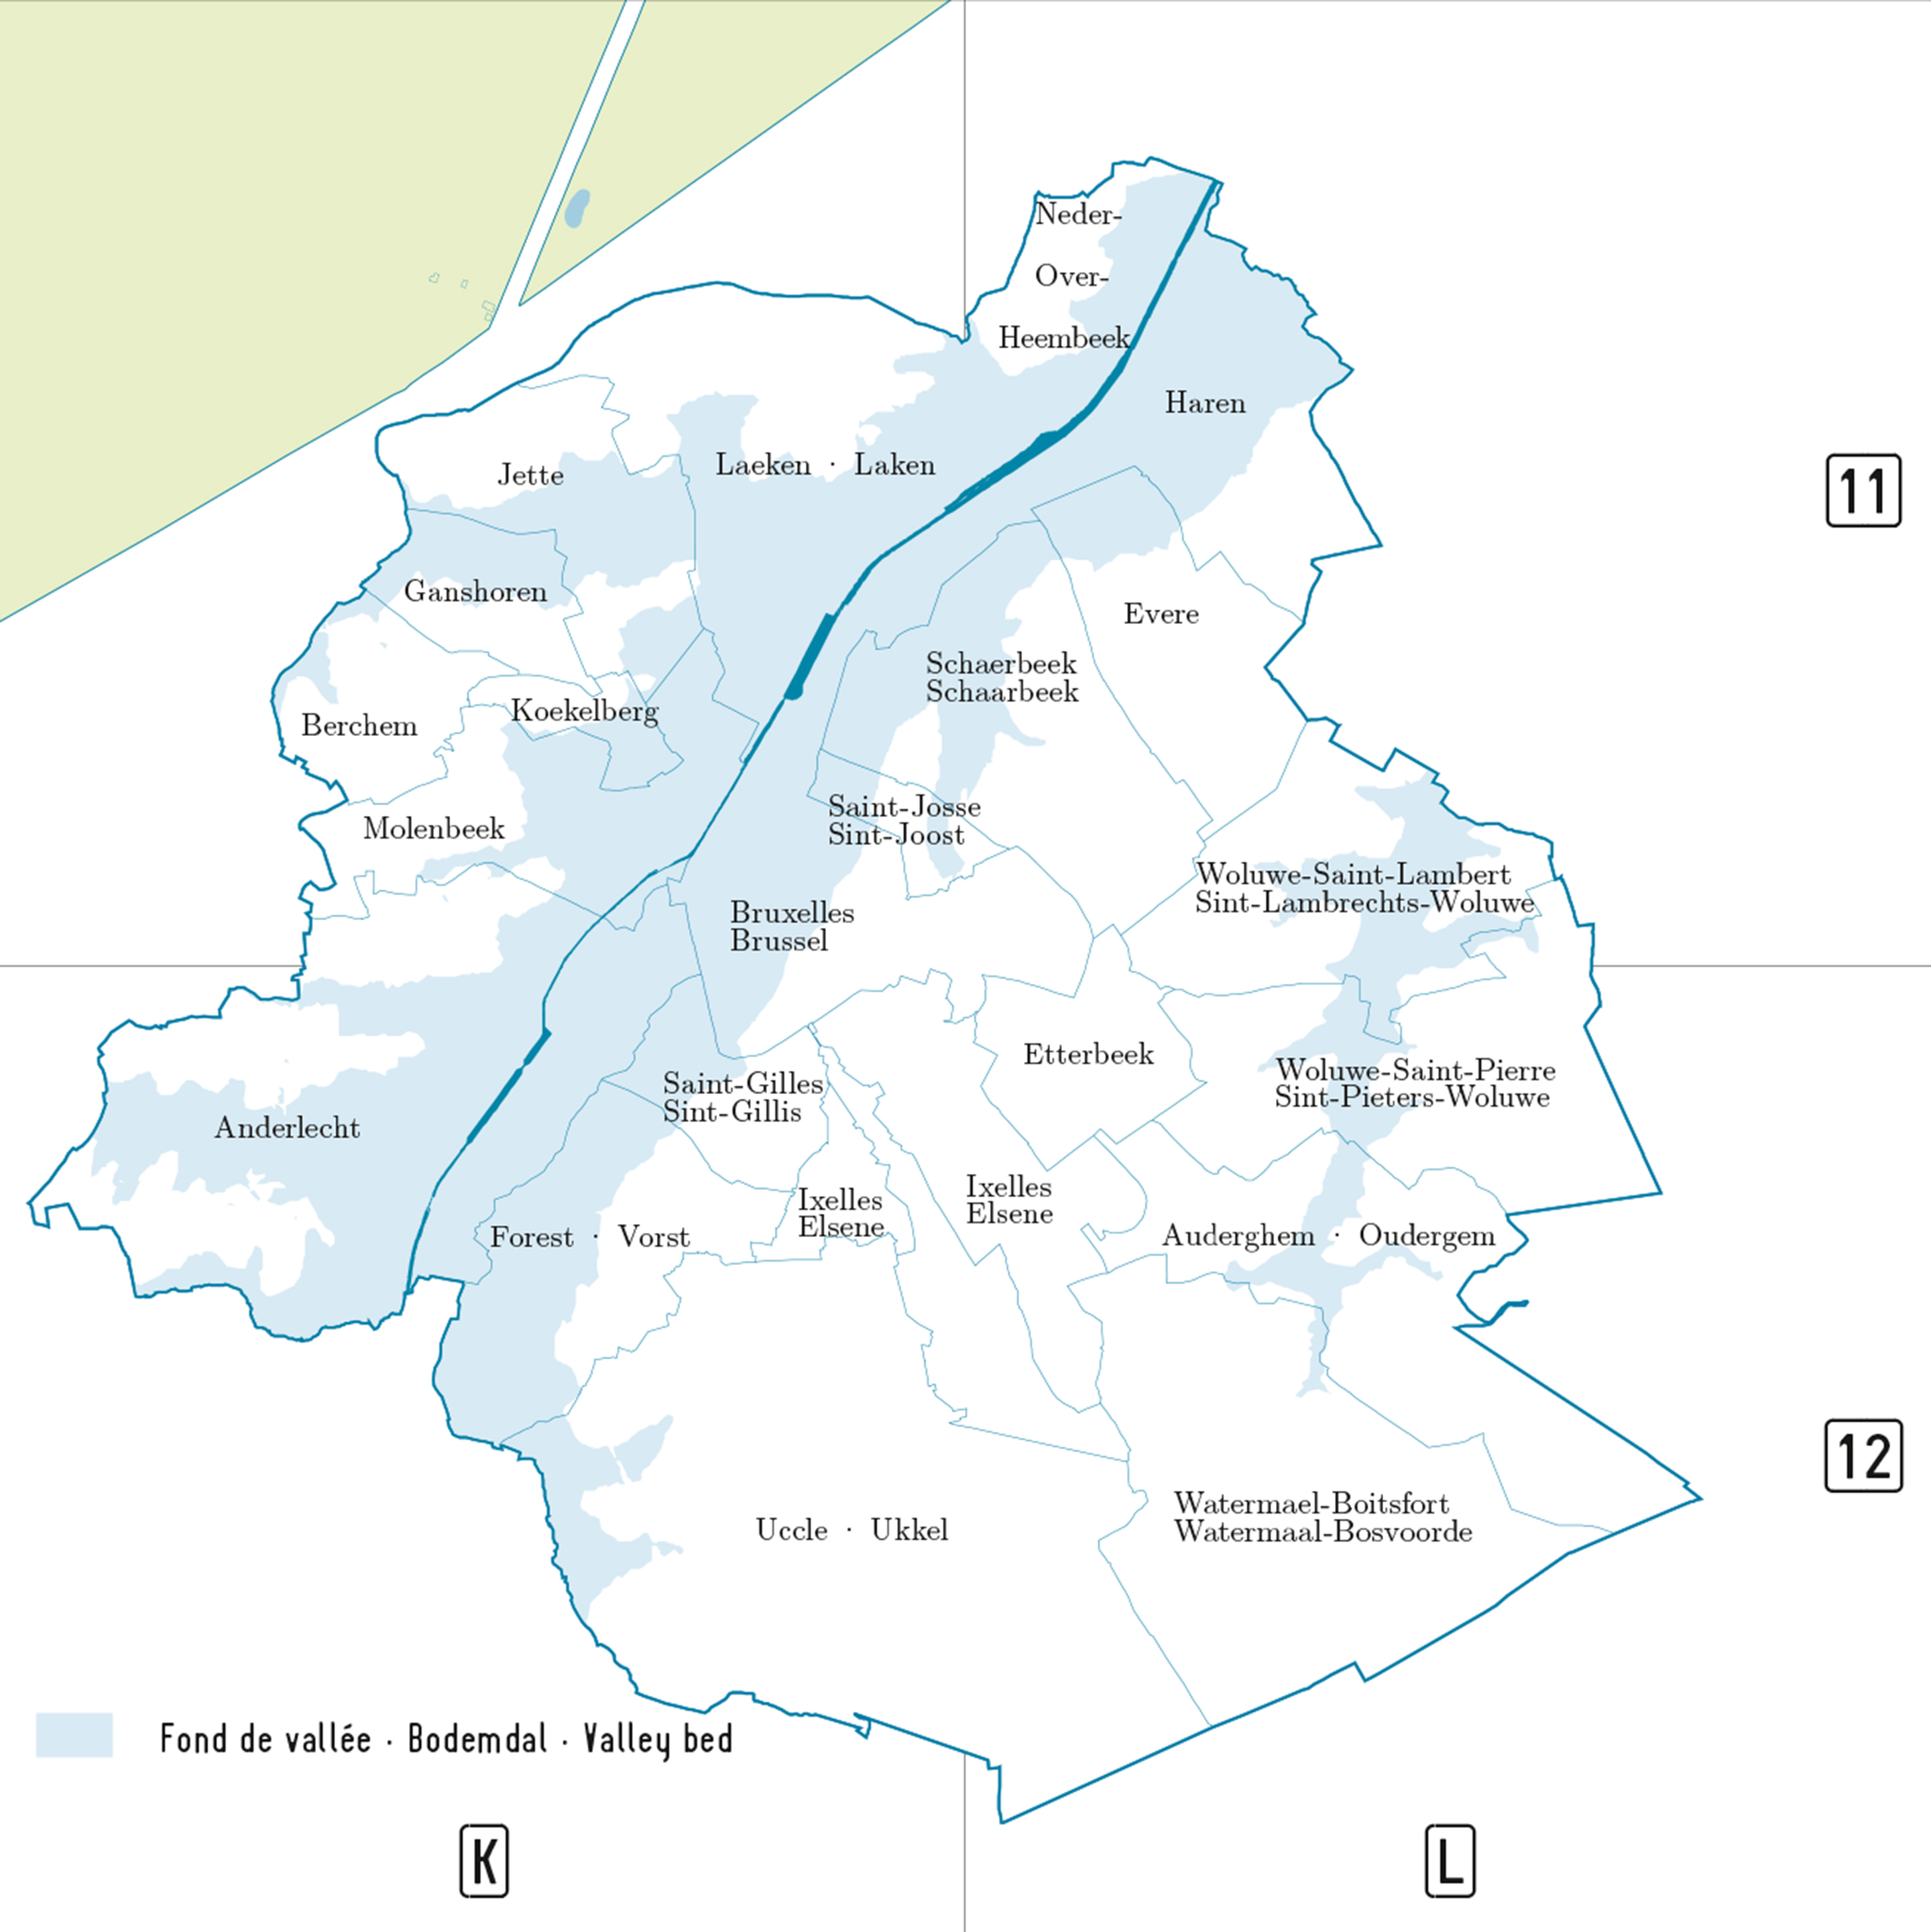 Neder-
Over-
Heembeek
Haren
11
Jette
Laeken · Laken
Ganshoren
Evere
Schaerbeek
Schaarbeek
Koekelberg
Berchem
Saint-Josse
Sint-Joost
Molenbeek
Woluwe-Saint-Lambert
Sint-Lambrechts-Woluwe
Bruxelles
Brussel
Etterbeek
Woluwe-Saint-Pierre
Sint-Pieters-Woluwe
Saint-Gilles
Sint-Gillis
Anderlecht
Ixelles
Elsene
Ixelles
Elsene
Forest · Vorst
Auderghem · Oudergem
12
Watermael-Boitsfort
Watermaal-Bosvoorde
Uccle · Ukkel
Fond de vallée · Bodemdal · Valley bed
K
L